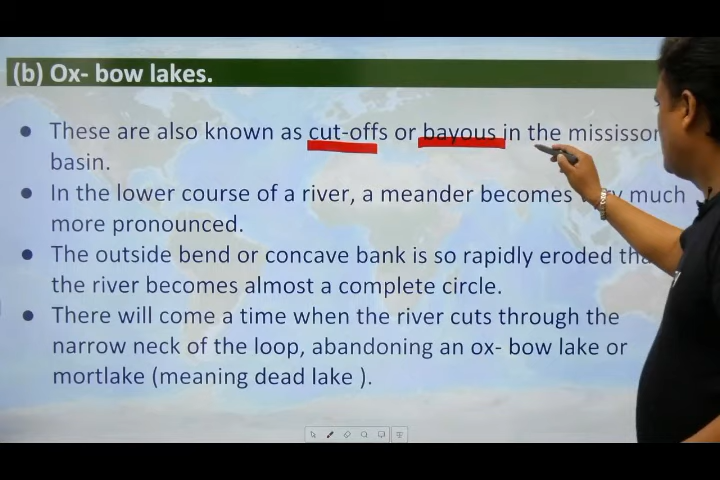 (b) Ox- bow lakes.
● These are also known as cut-offs or bayous in the
basin.
● In the lower course of a river, a meander becomes much
more pronounced.
● The outside bend or concave bank is so rapidly eroded
the river becomes almost a complete circle.
● There will come a time when the river cuts through the
narrow neck of the loop, abandoning an ox- bow lake or
mortlake (meaning dead lake ).